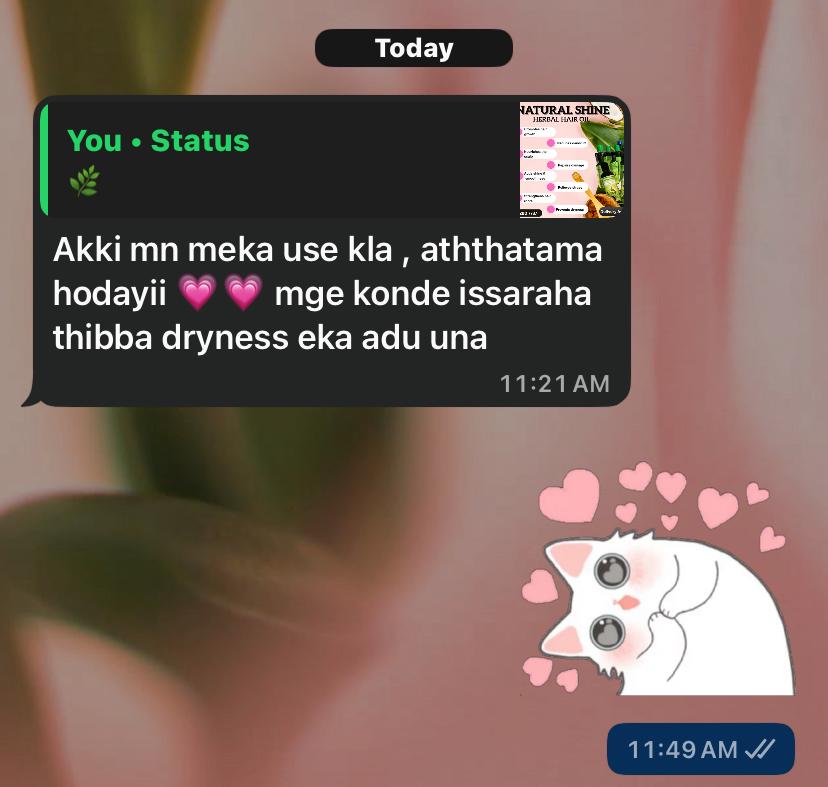 Today
You • Status
🌿
NATURAL SHINE
HERBAL HAIR OIL
Akki mn meka use kla , aththatama
hodayii 💗💗 mge konde issaraha
thibba dryness eka adu una
11:21 AM
11:49 AM